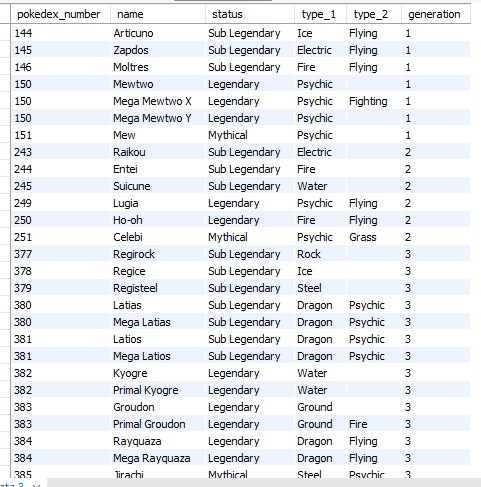 pokedex_number name status type_1 type_2 generation
144 Articuno Sub Legendary Ice Flying 1
145 Zapdos Sub Legendary Electric Flying 1
146 Moltres Sub Legendary Fire Flying 1
150 Mewtwo Legendary Psychic 1
150 Mega Mewtwo X Legendary Psychic Fighting 1
150 Mega Mewtwo Y Legendary Psychic 1
151 Mew Mythical Psychic 1
243 Raikou Sub Legendary Electric 2
244 Entei Sub Legendary Fire 2
245 Suicune Sub Legendary Water 2
249 Lugia Legendary Psychic Flying 2
250 Ho-oh Legendary Fire Flying 2
251 Celebi Mythical Psychic Grass 2
377 Regirock Sub Legendary Rock 3
378 Regice Sub Legendary Ice 3
379 Registeel Sub Legendary Steel 3
380 Latias Sub Legendary Dragon Psychic 3
380 Mega Latias Sub Legendary Dragon Psychic 3
381 Latios Sub Legendary Dragon Psychic 3
381 Mega Latios Sub Legendary Dragon Psychic 3
382 Kyogre Legendary Water 3
382 Primal Kyogre Legendary Water 3
383 Groudon Legendary Ground 3
383 Primal Groudon Legendary Ground Fire 3
384 Rayquaza Legendary Dragon Flying 3
384 Mega Rayquaza Legendary Dragon Flying 3
385 Jirachi Mythical Steel Psychic 3